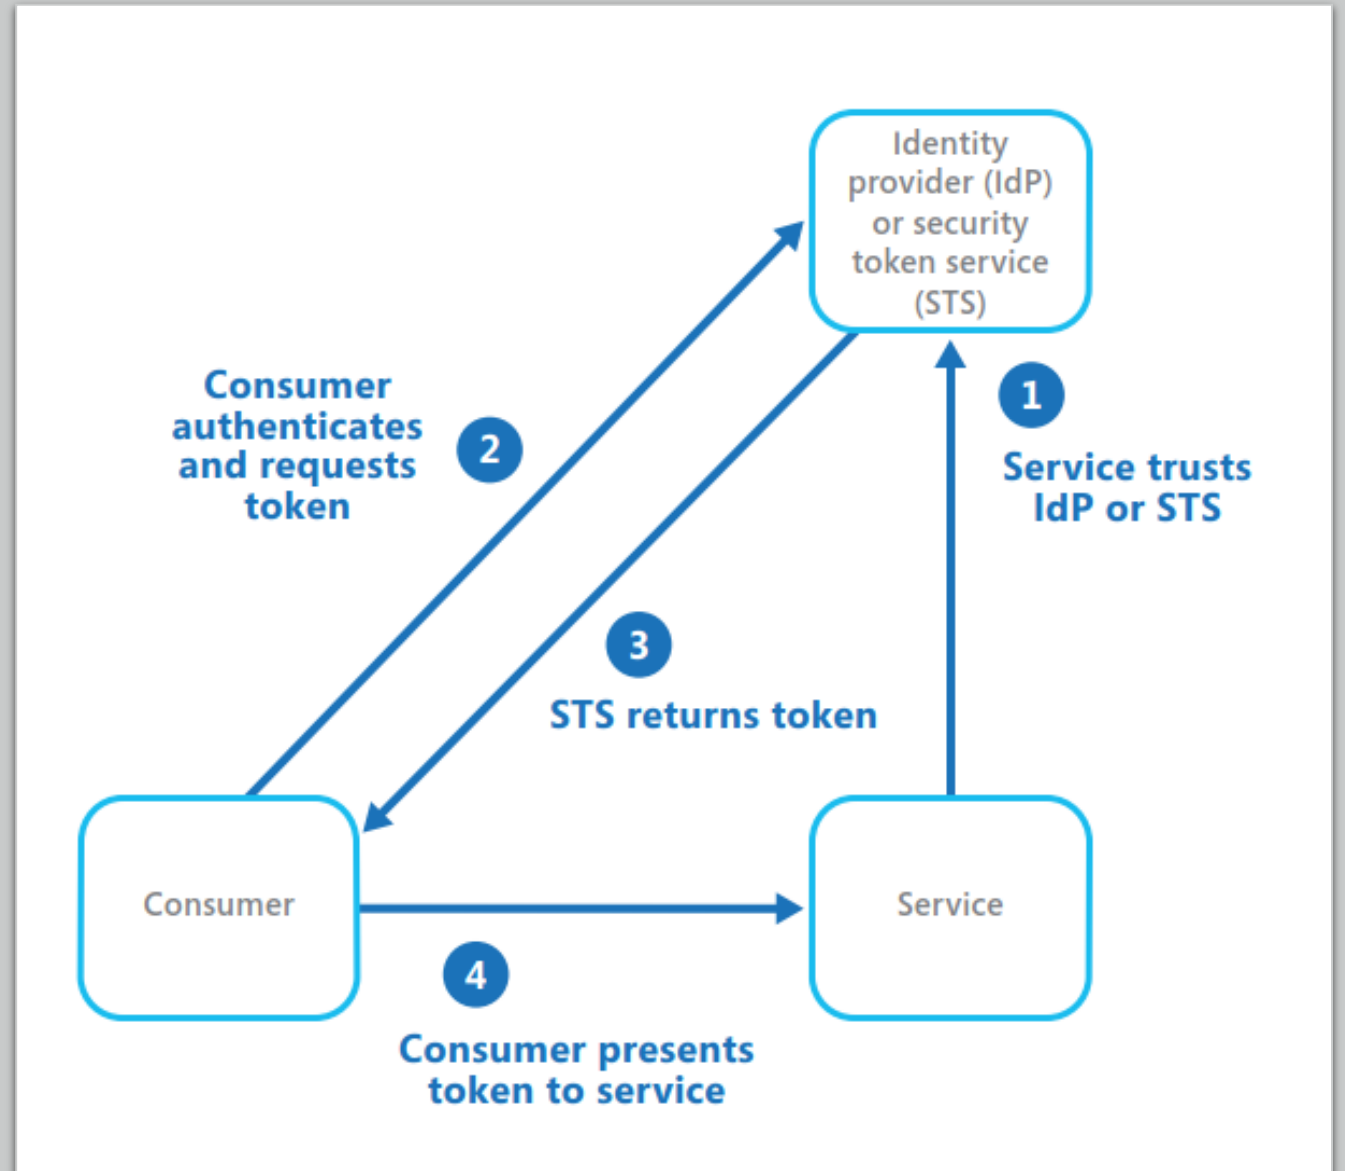 Identity
provider (IdP)
or security
token service
(STS)
1
Service trusts
IdP or STS
Consumer
authenticates
and requests
token
2
3
STS returns token
Consumer
Service
4
Consumer presents
token to service